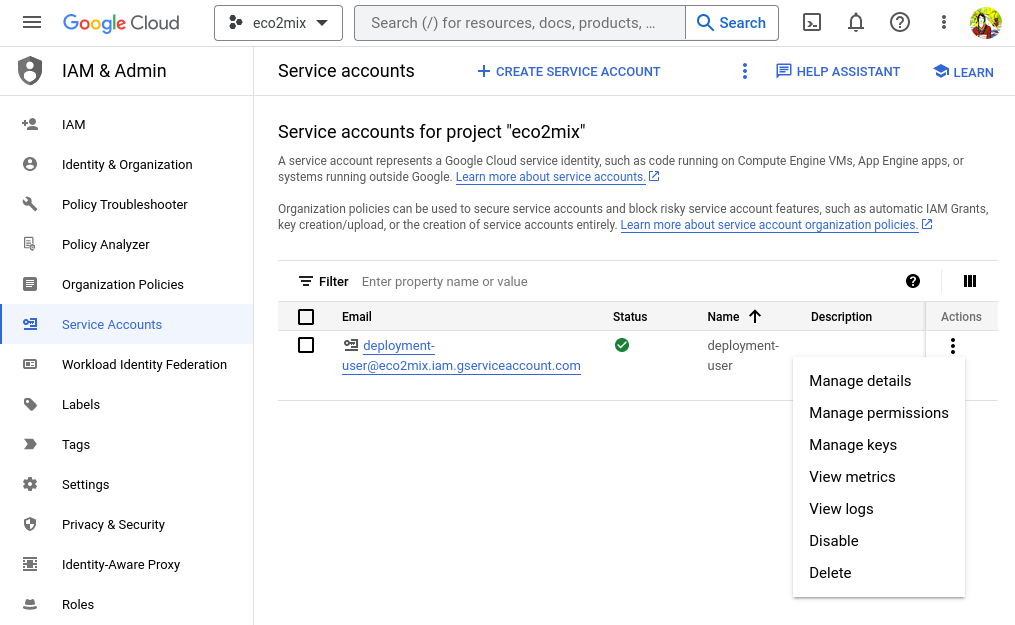 Google Cloud
eco2mix
Search (/) for resources, docs, products, ...
Search
IAM & Admin
Service accounts
CREATE SERVICE ACCOUNT
HELP ASSISTANT
LEARN
IAM
Identity & Organization
Policy Troubleshooter
Policy Analyzer
Organization Policies
Service Accounts
Workload Identity Federation
Labels
Tags
Settings
Privacy & Security
Identity-Aware Proxy
Roles
Service accounts for project "eco2mix"
A service account represents a Google Cloud service identity, such as code running on Compute Engine VMs, App Engine apps, or
systems running outside Google. Learn more about service accounts.
Organization policies can be used to secure service accounts and block risky service account features, such as automatic IAM Grants,
key creation/upload, or the creation of service accounts entirely. Learn more about service account organization policies.
Filter Enter property name or value
Email Status Name Description Actions
deployment- deployment-
user@eco2mix.iam.gserviceaccount.com user
Manage details
Manage permissions
Manage keys
View metrics
View logs
Disable
Delete